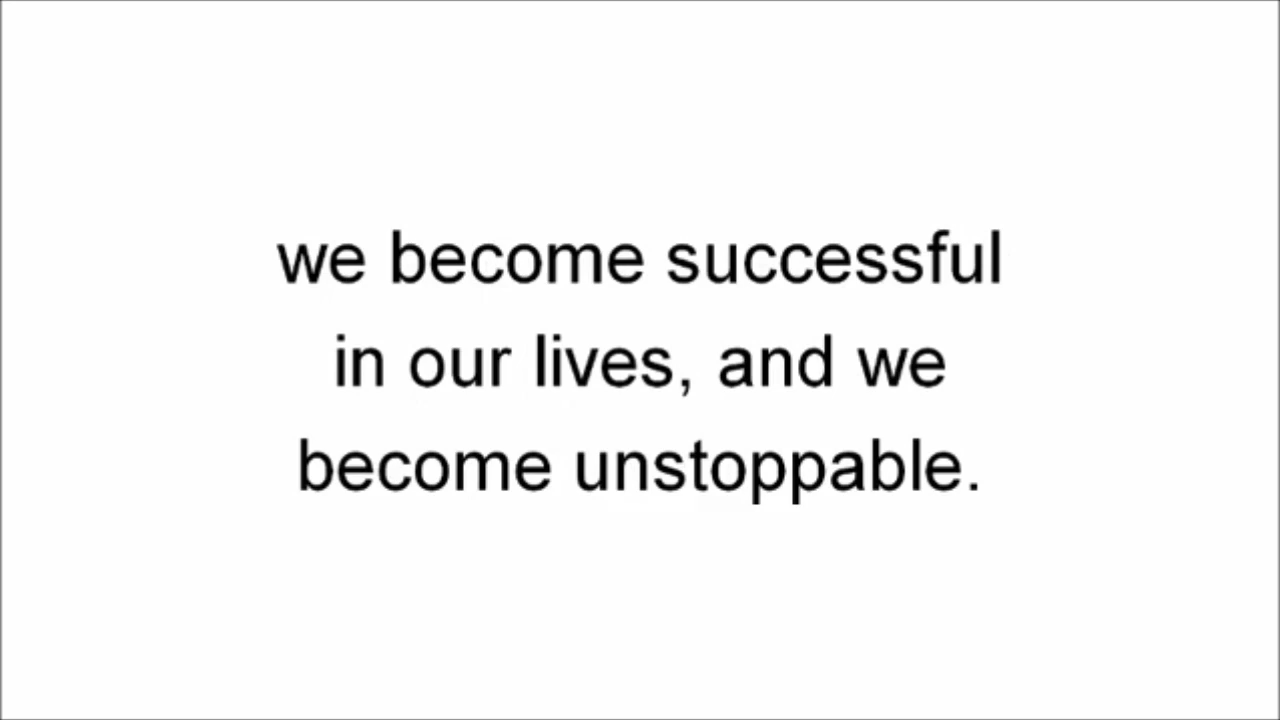 we become successful
in our lives, and we
become unstoppable.